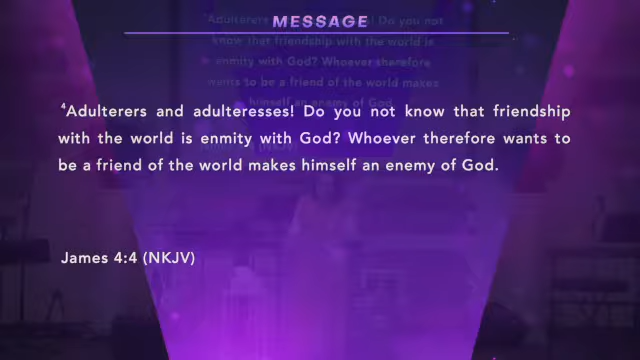 MESSAGE
⁴Adulterers and adulteresses! Do you not know that friendship
with the world is enmity with God? Whoever therefore wants to
be a friend of the world makes himself an enemy of God.
James 4:4 (NKJV)